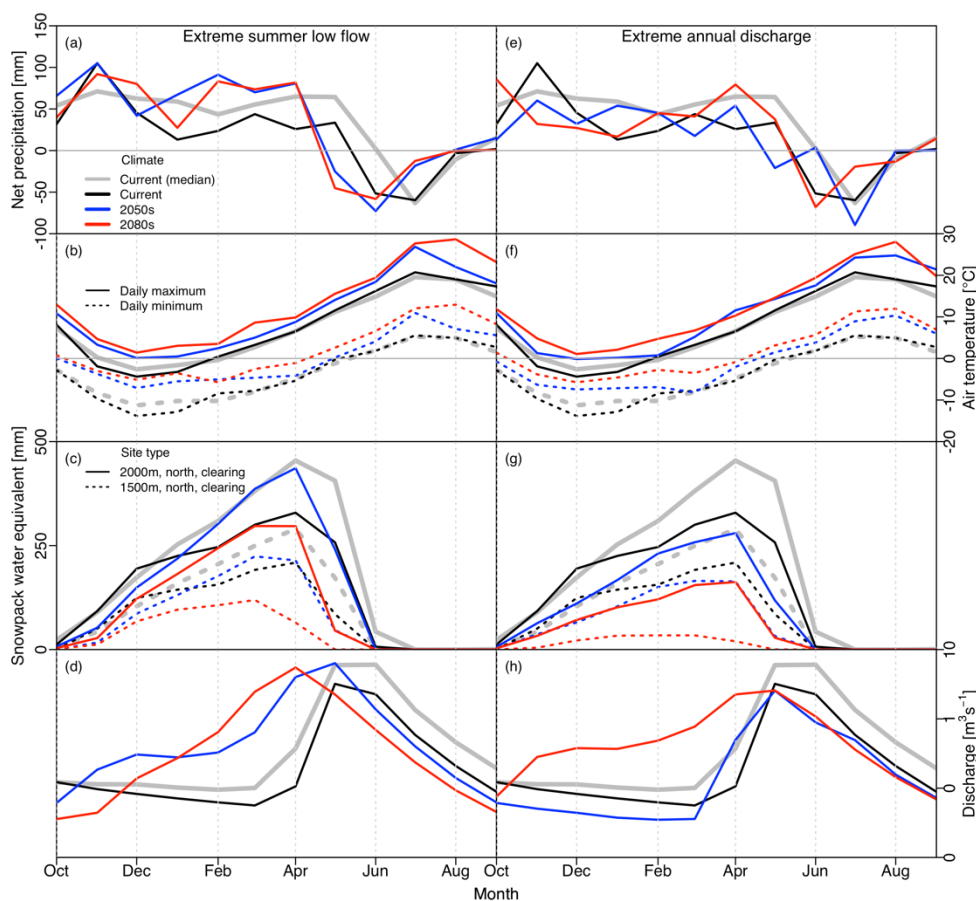 Extreme summer low flow
Extreme annual discharge
(a)
(e)
Net precipitation [mm]
150
100
50
0
-50
-100
Climate
Current (median)
Current
2050s
2080s
(b)
(f)
Daily maximum
Daily minimum
Air temperature [°C]
30
20
10
0
-10
-20
(c)
(g)
Snowpack water equivalent [mm]
500
250
0
Site type
2000m, north, clearing
1500m, north, clearing
(d)
(h)
Discharge [m³ s⁻¹]
10
1
0
0
Oct Dec Feb Apr Jun Aug Oct Dec Feb Apr Jun Aug
Month